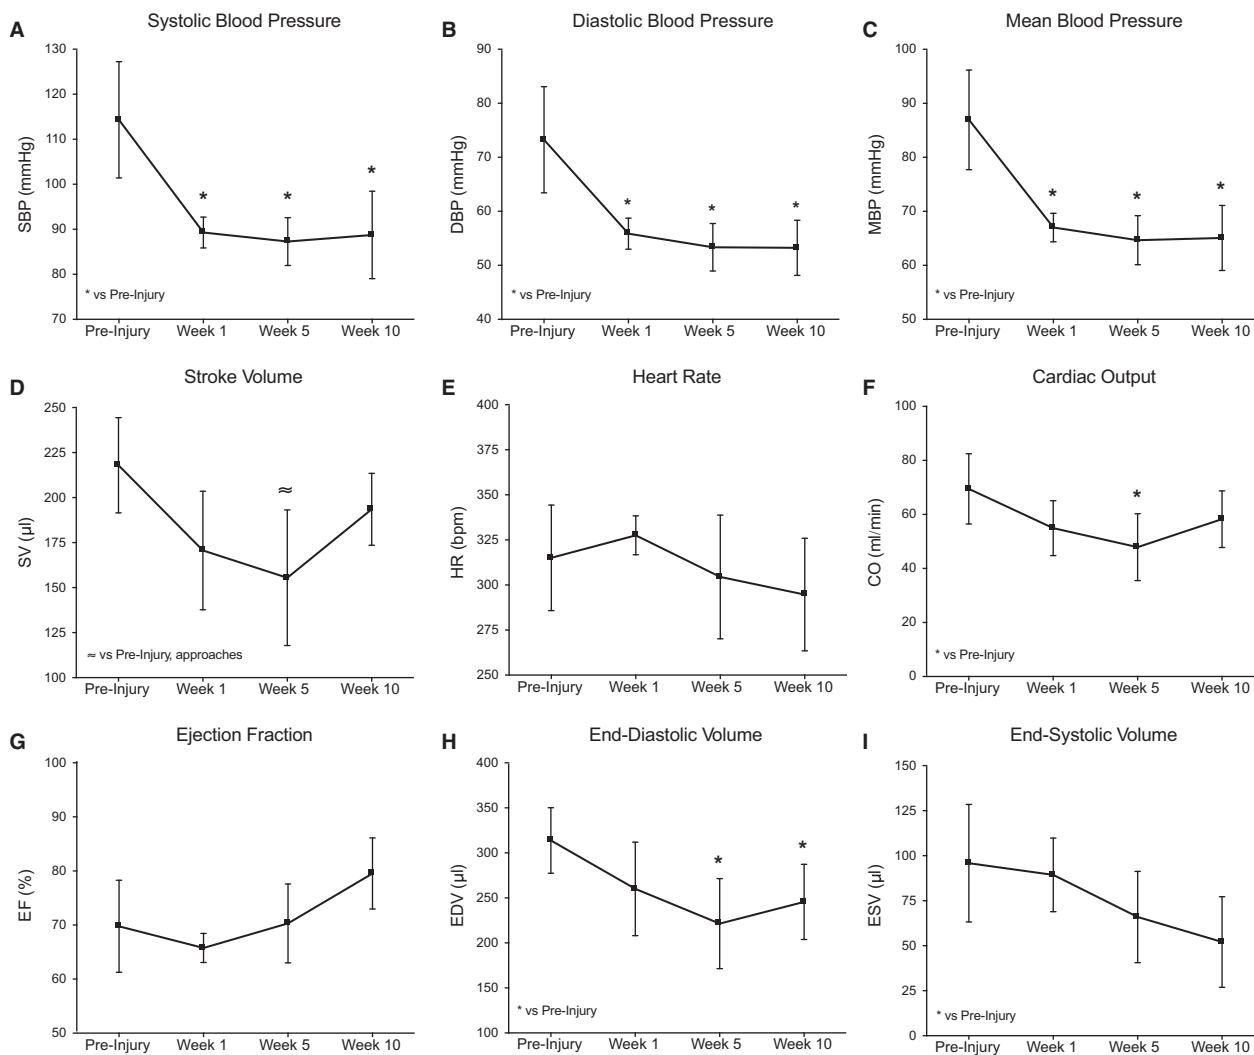 A
Systolic Blood Pressure
130
120
110
100
90
80
70
SBP (mmHg)
*
*
*
* vs Pre-Injury
Pre-Injury Week 1 Week 5 Week 10
B
Diastolic Blood Pressure
90
80
70
60
50
40
DBP (mmHg)
*
*
*
* vs Pre-Injury
Pre-Injury Week 1 Week 5 Week 10
C
Mean Blood Pressure
100
90
80
70
60
50
MBP (mmHg)
*
*
*
* vs Pre-Injury
Pre-Injury Week 1 Week 5 Week 10
D
Stroke Volume
250
225
200
175
150
125
100
SV (µl)
≈
≈ vs Pre-Injury, approaches
Pre-Injury Week 1 Week 5 Week 10
E
Heart Rate
400
375
350
325
300
275
250
HR (bpm)
Pre-Injury Week 1 Week 5 Week 10
F
Cardiac Output
100
80
60
40
20
0
CO (ml/min)
*
* vs Pre-Injury
Pre-Injury Week 1 Week 5 Week 10
G
Ejection Fraction
100
90
80
70
60
50
EF (%)
Pre-Injury Week 1 Week 5 Week 10
H
End-Diastolic Volume
400
350
300
250
200
150
100
EDV (µl)
*
*
* vs Pre-Injury
Pre-Injury Week 1 Week 5 Week 10
I
End-Systolic Volume
150
125
100
75
50
25
0
ESV (µl)
* vs Pre-Injury
Pre-Injury Week 1 Week 5 Week 10